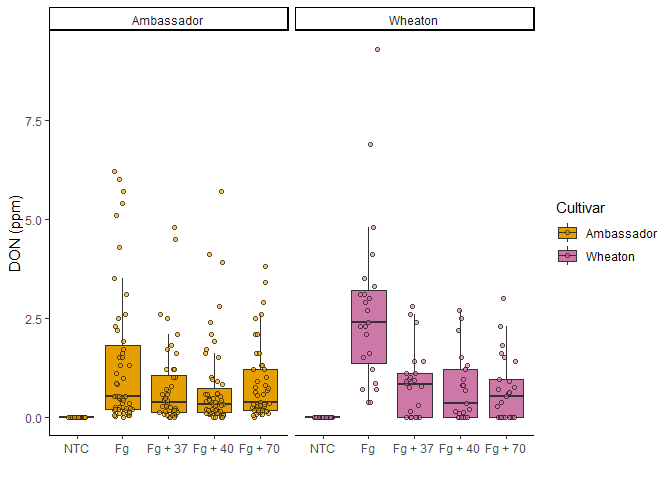 Ambassador
Wheaton
DON (ppm)
7.5
5.0
2.5
0.0
NTC Fg Fg + 37 Fg + 40 Fg + 70
NTC Fg Fg + 37 Fg + 40 Fg + 70
Cultivar
Ambassador
Wheaton